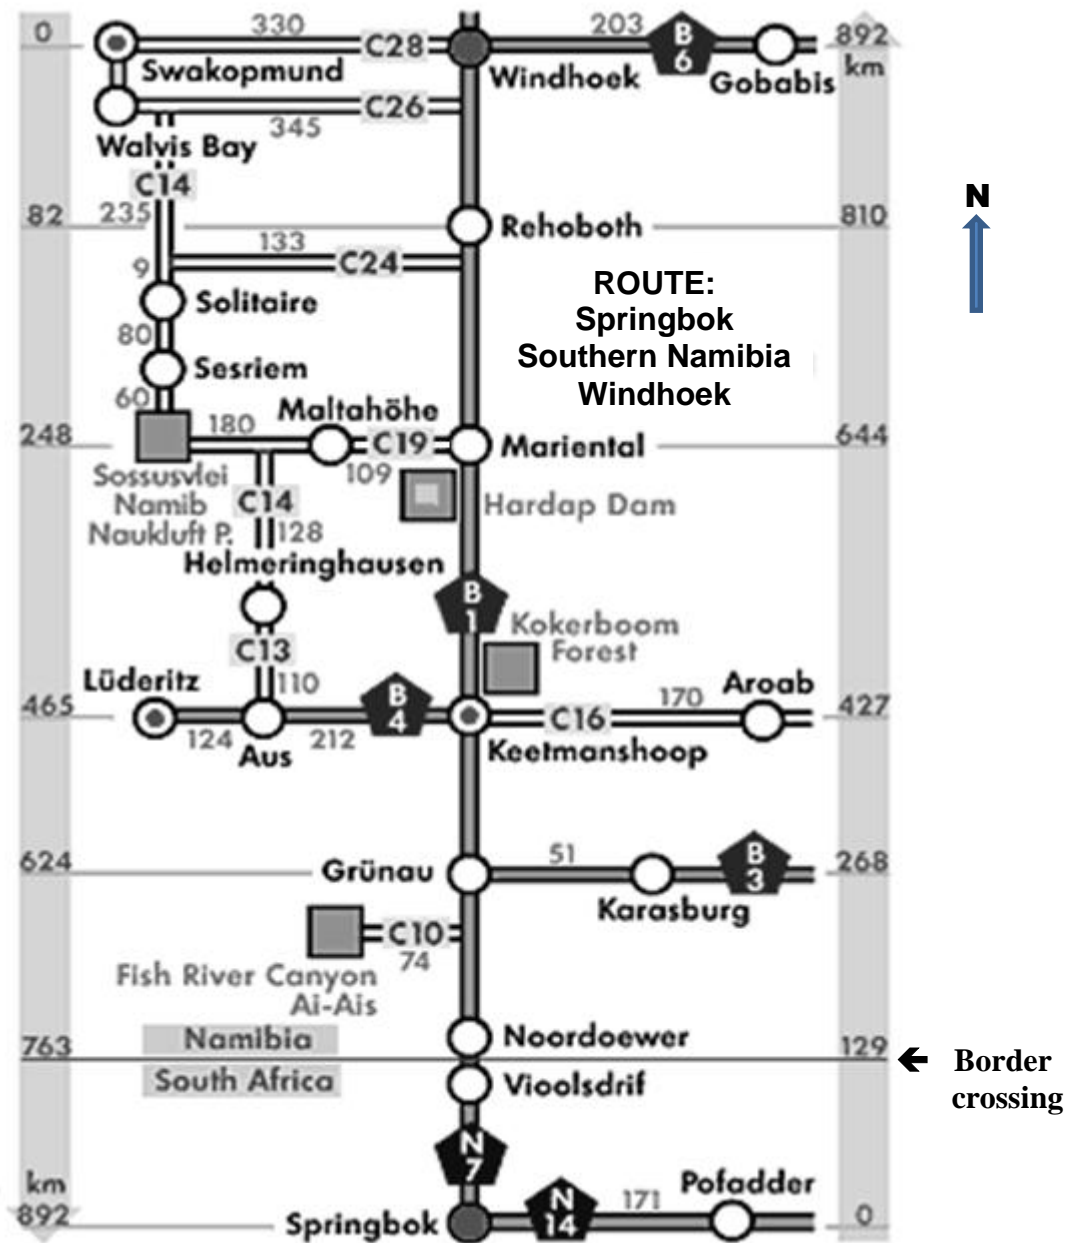 0
330
C28
203
B
6
892
km
Swakopmund
Windhoek
Gobabis
C26
345
Walvis Bay
C14
N
82
235
Rehoboth
810
133
C24
9
Solitaire
ROUTE:
Springbok
Southern Namibia
Windhoek
80
Sesriem
60
Maltahöhe
248
180
C19
Mariental
644
109
Sossusvlei
Namib
Naukluft P.
C14
128
Hardap Dam
Helmeringhausen
B
1
Kokerboom
Forest
C13
110
Lüderitz
B
4
170
Aroab
465
C16
427
124
Aus
212
Keetmanshoop
624
Grünau
51
B
3
268
Karasburg
C10
74
Fish River Canyon
Ai-Ais
Namibia
Noordoewer
763
129
Border
crossing
South Africa
Vioolsdrif
N
7
km
892
Springbok
N
14
171
Pofadder
0